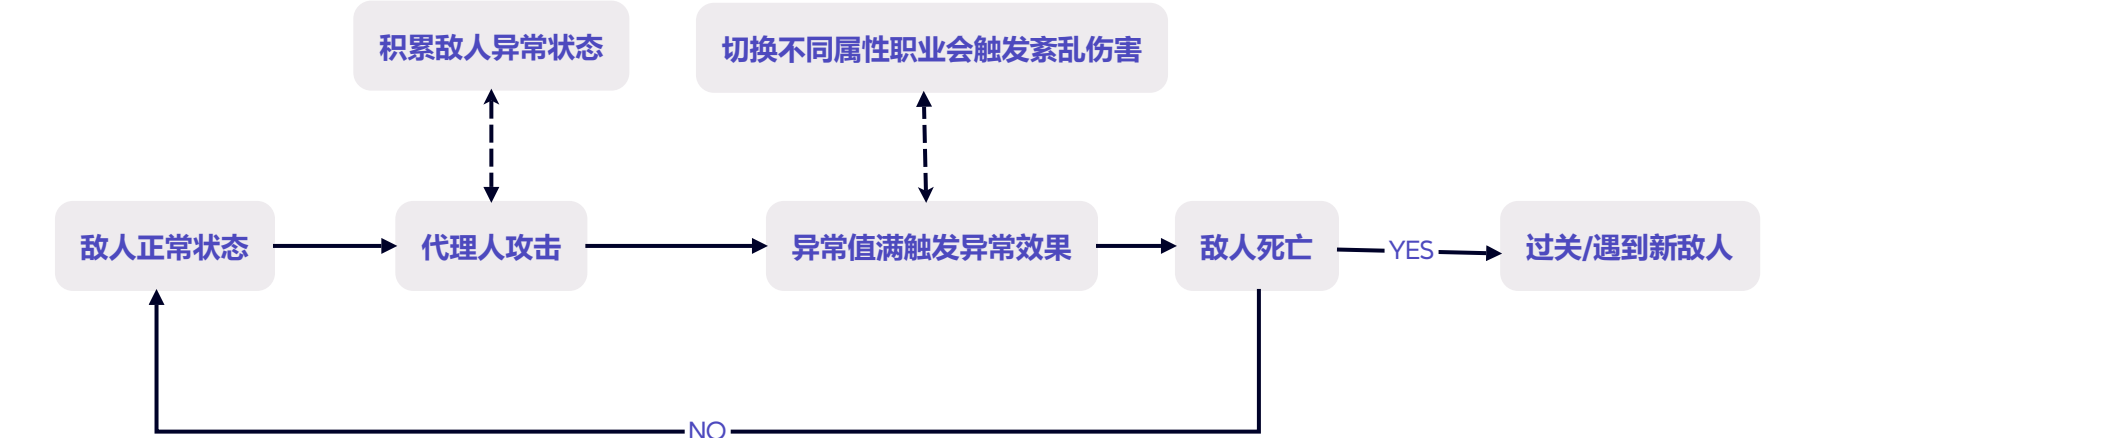 积累敌人异常状态
切换不同属性职业会触发紊乱伤害
敌人正常状态
代理人攻击
异常值满触发异常效果
敌人死亡
YES
过关/遇到新敌人
NO